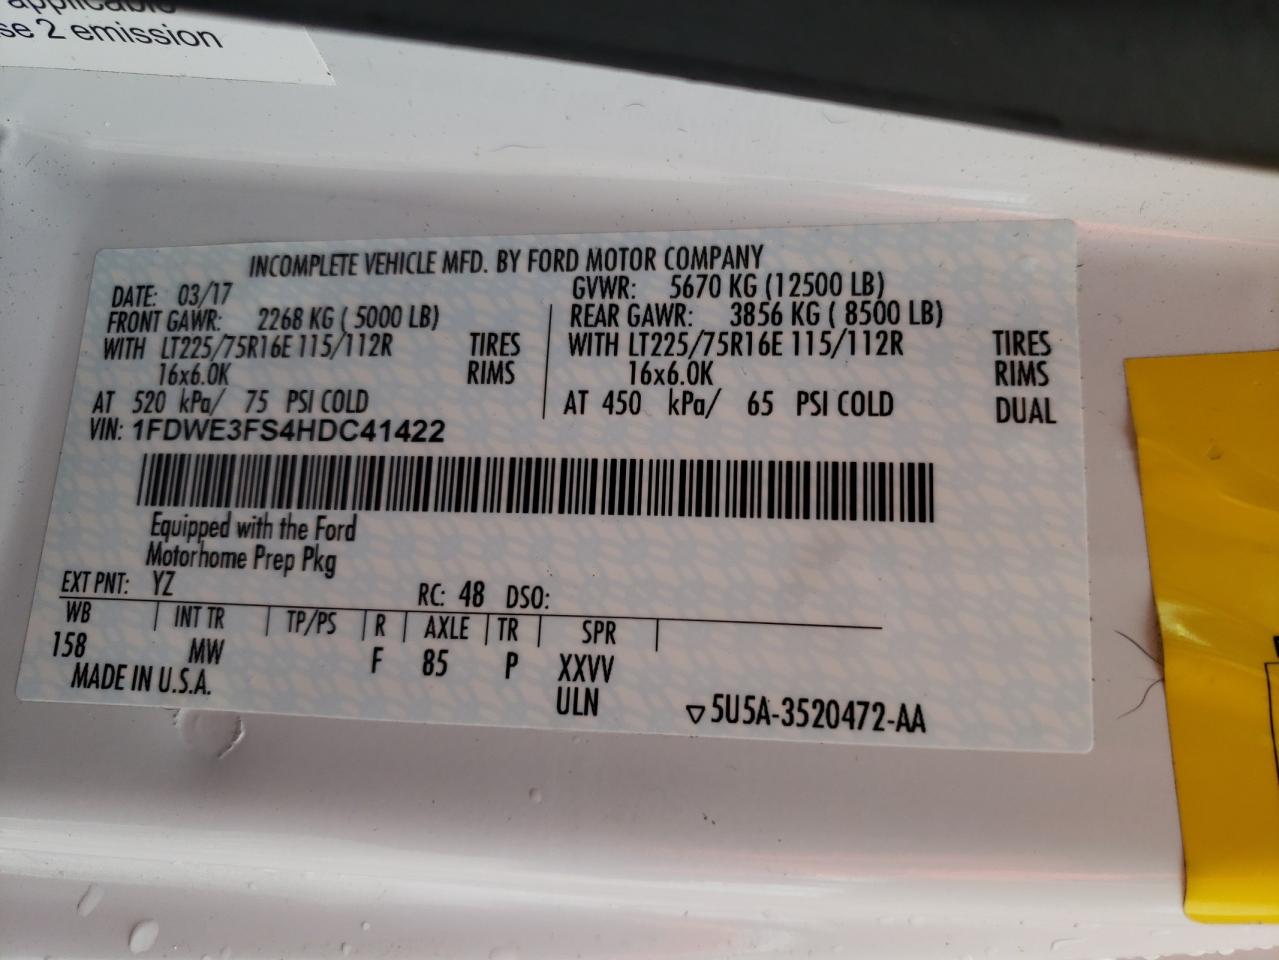 applicable
se 2 emission
INCOMPLETE VEHICLE MFD. BY FORD MOTOR COMPANY
DATE: 03/17 GVWR: 5670 KG (12500 LB)
FRONT GAWR: 2268 KG ( 5000 LB) REAR GAWR: 3856 KG ( 8500 LB)
WITH LT225/75R16E 115/112R TIRES WITH LT225/75R16E 115/112R TIRES
16x6.0K RIMS 16x6.0K RIMS
AT 520 kPa/ 75 PSI COLD AT 450 kPa/ 65 PSI COLD DUAL
VIN: 1FDWE3FS4HDC41422
Equipped with the Ford
Motorhome Prep Pkg
EXT PNT: YZ RC: 48 DSO:
WB INT TR TP/PS R AXLE TR SPR
158 MW F 85 P XXVV
MADE IN U.S.A. ULN 5U5A-3520472-AA